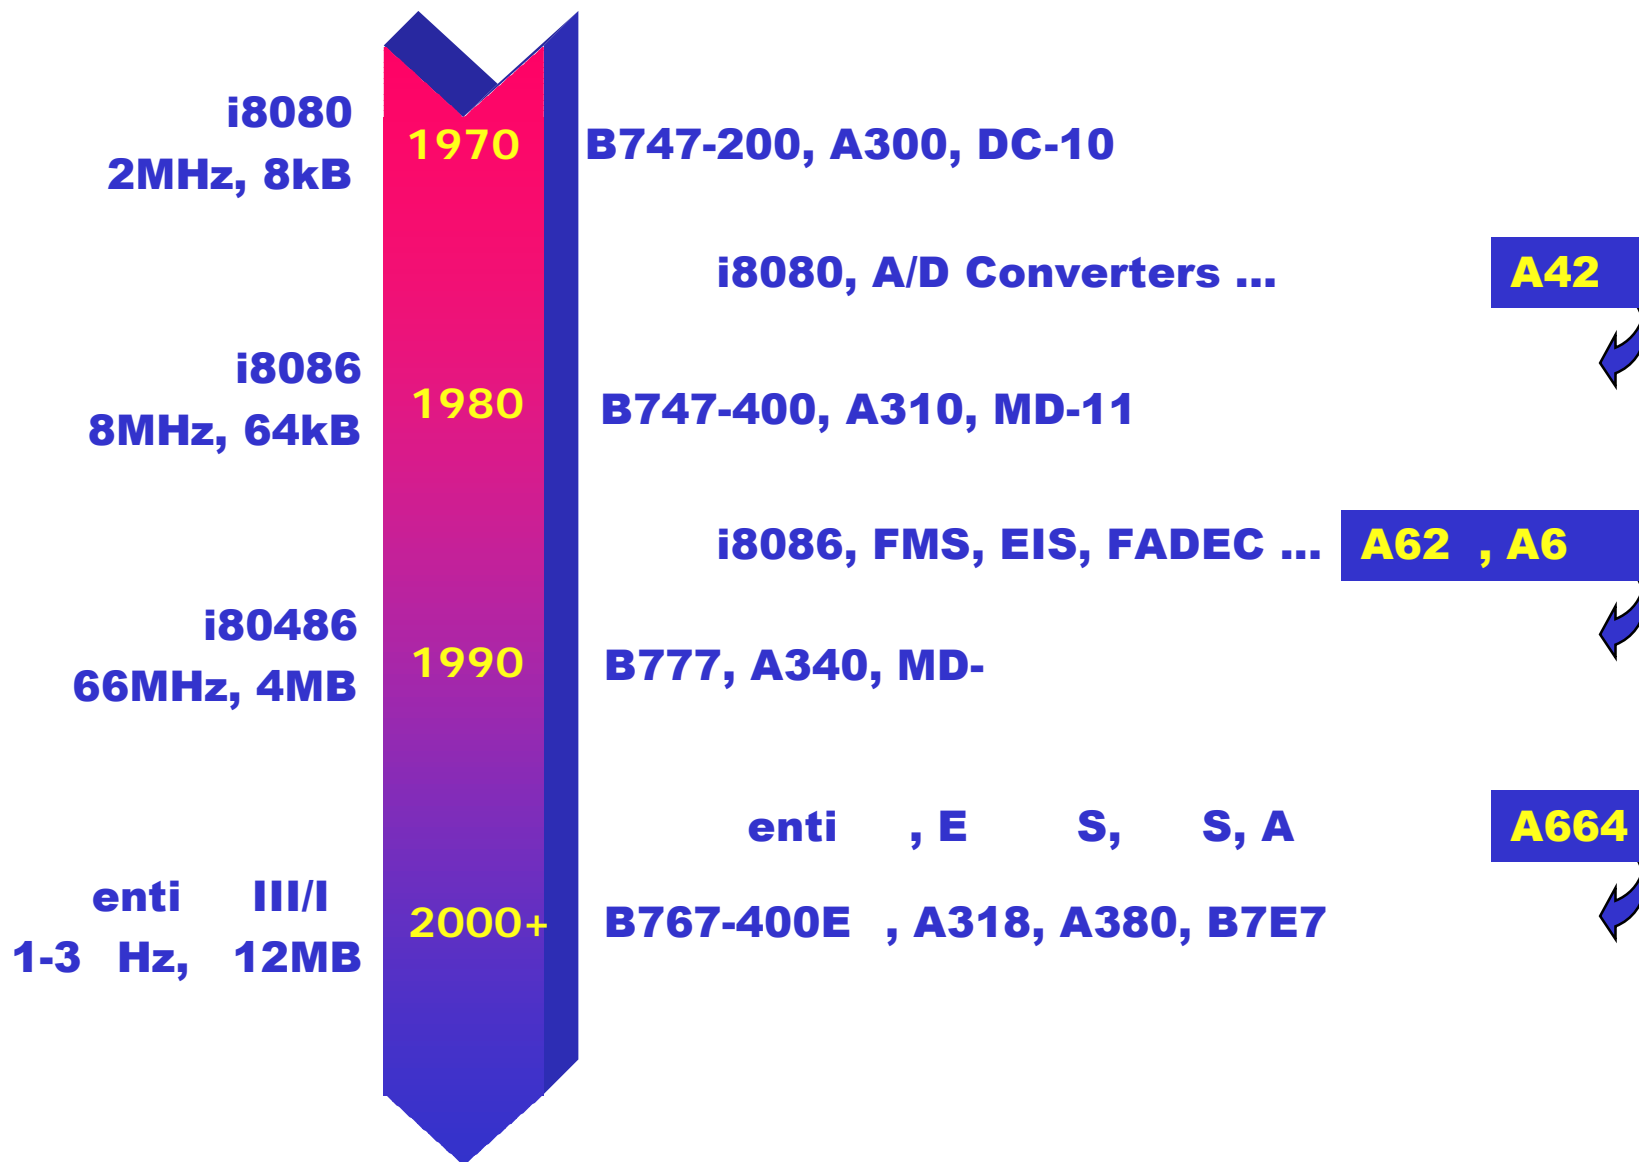 i8080
2MHz, 8kB
1970
B747-200, A300, DC-10
i8080, A/D Converters ...
A42
i8086
8MHz, 64kB
1980
B747-400, A310, MD-11
i8086, FMS, EIS, FADEC ...
A62 , A6
i80486
66MHz, 4MB
1990
B777, A340, MD-
enti , E S, S, A
A664
enti III/I
1-3 Hz, 12MB
2000+
B767-400E , A318, A380, B7E7